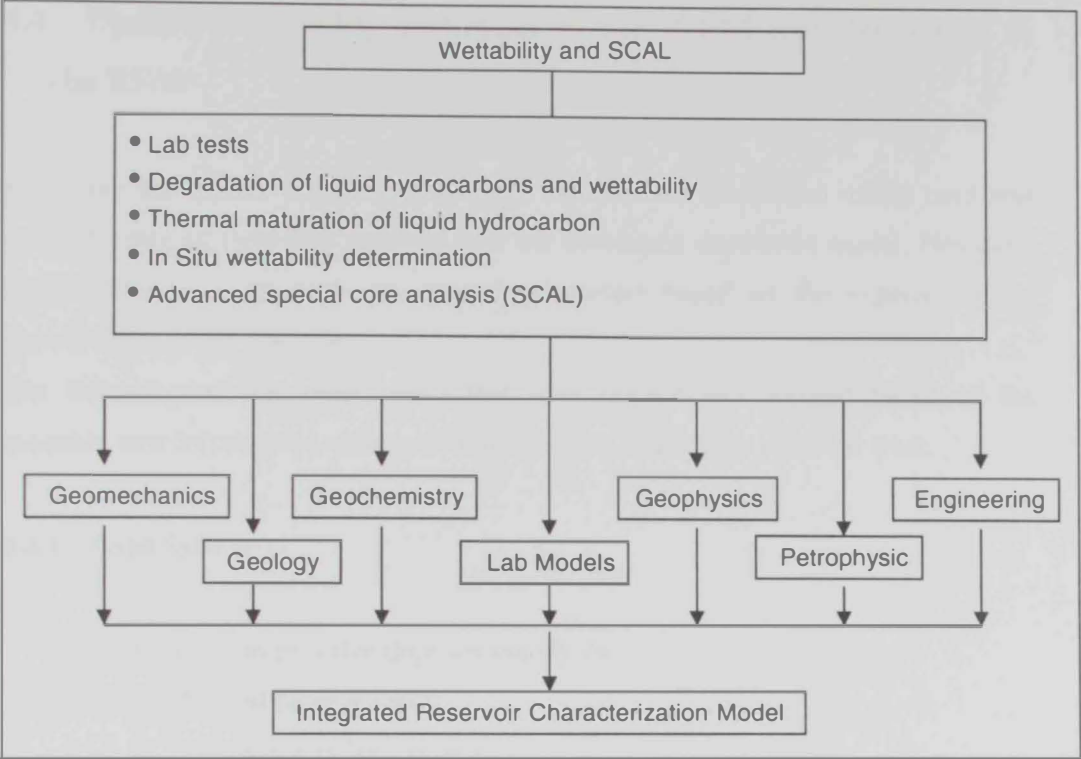 Wettability and SCAL
• Lab tests
• Degradation of liquid hydrocarbons and wettability
• Thermal maturation of liquid hydrocarbon
• In Situ wettability determination
• Advanced special core analysis (SCAL)
Geomechanics Geochemistry Geophysics Engineering
Geology Lab Models Petrophysic
Integrated Reservoir Characterization Model